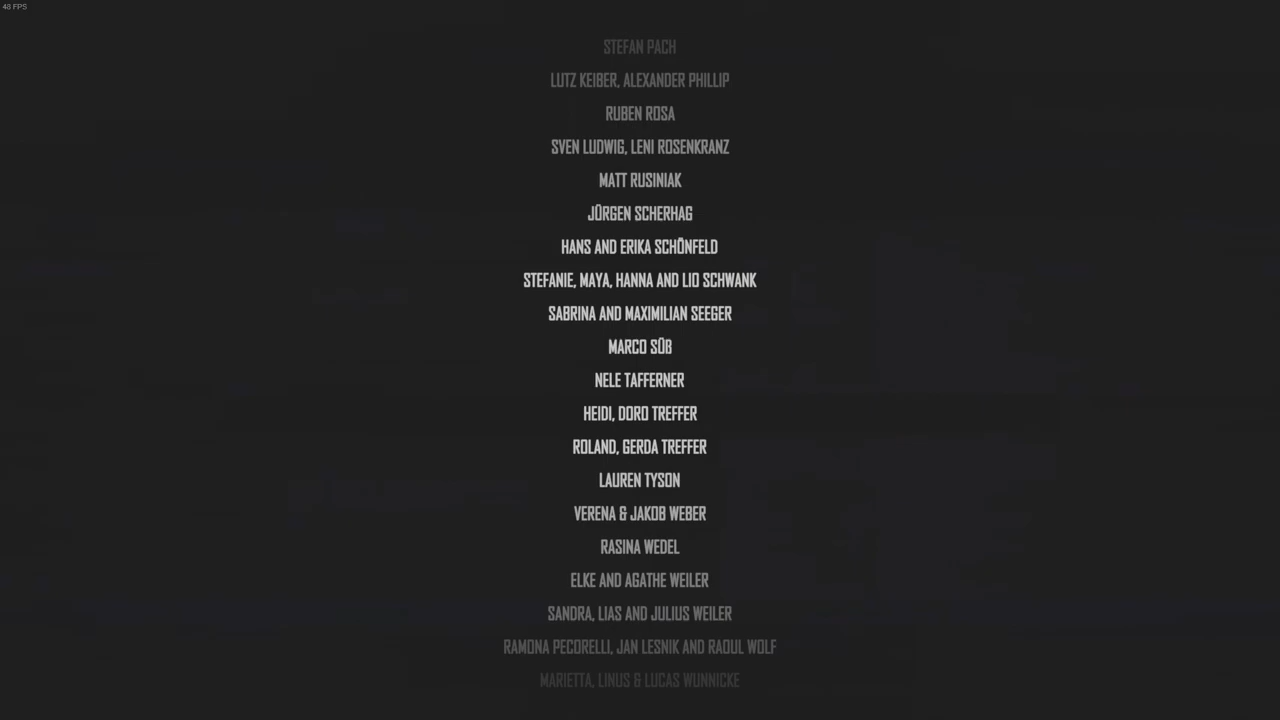 48 FPS
STEFAN PACH
LUTZ KEIBER, ALEXANDER PHILLIP
RUBEN ROSA
SVEN LUDWIG, LENI ROSENKRANZ
MATT RUSINIAK
JÜRGEN SCHERHAG
HANS AND ERIKA SCHÖNFELD
STEFANIE, MAYA, HANNA AND LIO SCHWANK
SABRINA AND MAXIMILIAN SEEGER
MARCO SÜß
NELE TAFFERNER
HEIDI, DORO TREFFER
ROLAND, GERDA TREFFER
LAUREN TYSON
VERENA & JAKOB WEBER
RASINA WEDEL
ELKE AND AGATHE WEILER
SANDRA, LIAS AND JULIUS WEILER
RAMONA PECORELLI, JAN LESNIK AND RAOUL WOLF
MARIETTA, LINUS & LUCAS WUNNICKE